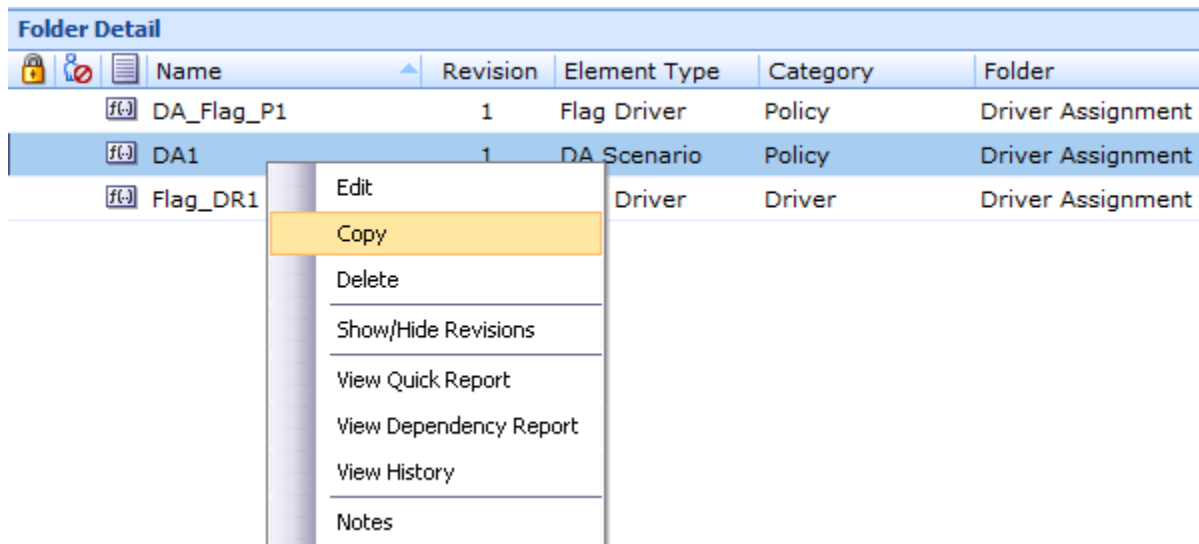 Folder Detail
Name Revision Element Type Category Folder
f(..) DA_Flag_P1 1 Flag Driver Policy Driver Assignment
f(..) DA1 1 DA Scenario Policy Driver Assignment
f(..) Flag_DR1 Driver Driver Driver Assignment
Edit
Copy
Delete
Show/Hide Revisions
View Quick Report
View Dependency Report
View History
Notes